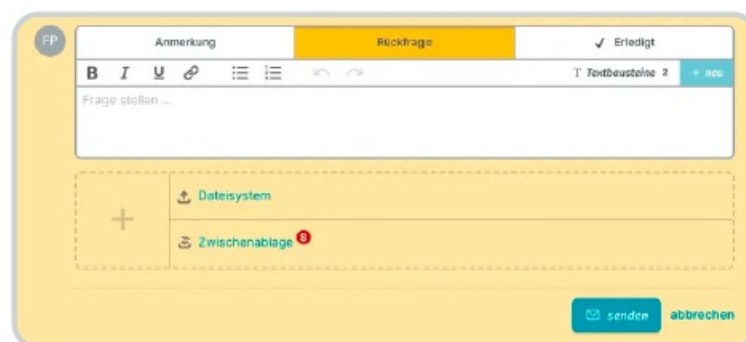 FP
Anmerkung Rückfrage ✓ Erledigt
B I U T Textbausteine 2 + neu
Frage stellen ...
+ Dateisystem
Zwischenablage 8
senden abbrechen